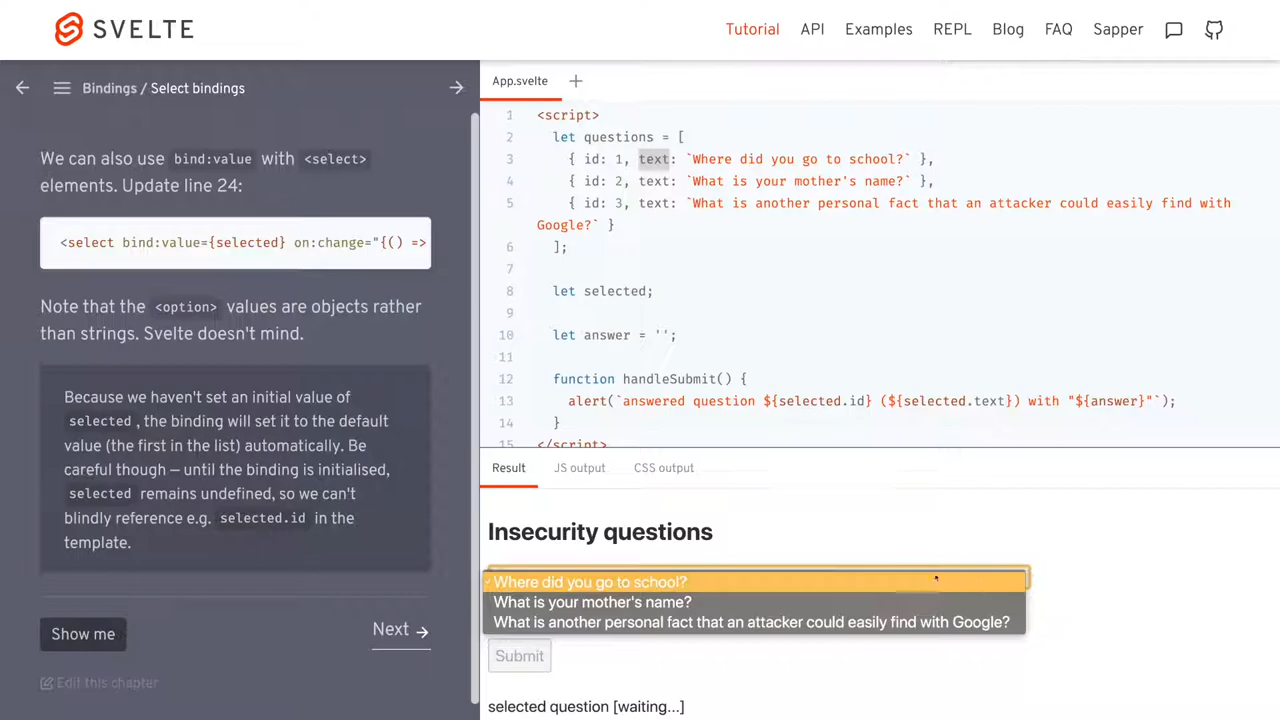 SVELTE
Tutorial API Examples REPL Blog FAQ Sapper
Bindings / Select bindings
We can also use bind:value with <select>
elements. Update line 24:
<select bind:value={selected} on:change="{() =>
Note that the <option> values are objects rather
than strings. Svelte doesn't mind.
Because we haven't set an initial value of
selected , the binding will set it to the default
value (the first in the list) automatically. Be
careful though — until the binding is initialised,
selected remains undefined, so we can't
blindly reference e.g. selected.id in the
template.
Show me
Next
Edit this chapter
App.svelte
1 <script>
2 let questions = [
3 { id: 1, text: `Where did you go to school?` },
4 { id: 2, text: `What is your mother's name?` },
5 { id: 3, text: `What is another personal fact that an attacker could easily find with
Google?` }
6 ];
7
8 let selected;
9
10 let answer = '';
11
12 function handleSubmit() {
13 alert(`answered question ${selected.id} (${selected.text}) with "${answer}"`);
14 }
15 </script>
Result JS output CSS output
Insecurity questions
Where did you go to school?
What is your mother's name?
What is another personal fact that an attacker could easily find with Google?
Submit
selected question [waiting...]